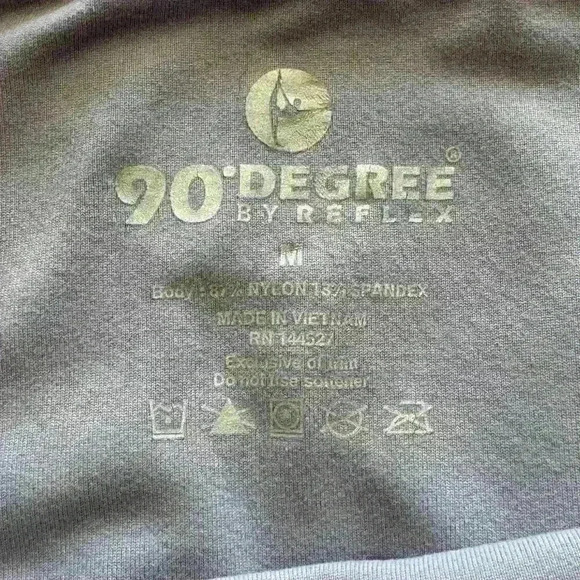 90°DEGREE®
BY REFLEX
M
Body : 87% NYLON 13% SPANDEX
MADE IN VIETNAM
RN 144527
Exclusive of trim
Do not use softener